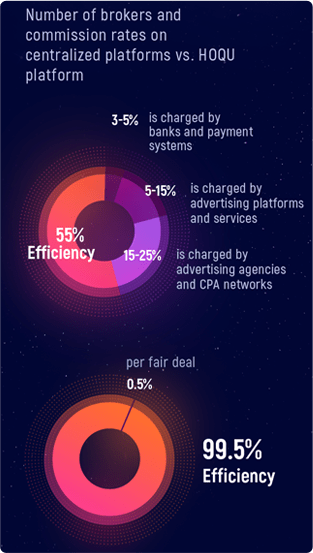 Number of brokers and
commission rates on
centralized platforms vs. HOQU
platform
3-5%
is charged by
banks and payment
systems
5-15%
is charged by
advertising platforms
and services
55%
Efficiency
15-25%
is charged by
advertising agencies
and CPA networks
per fair deal
0.5%
99.5%
Efficiency